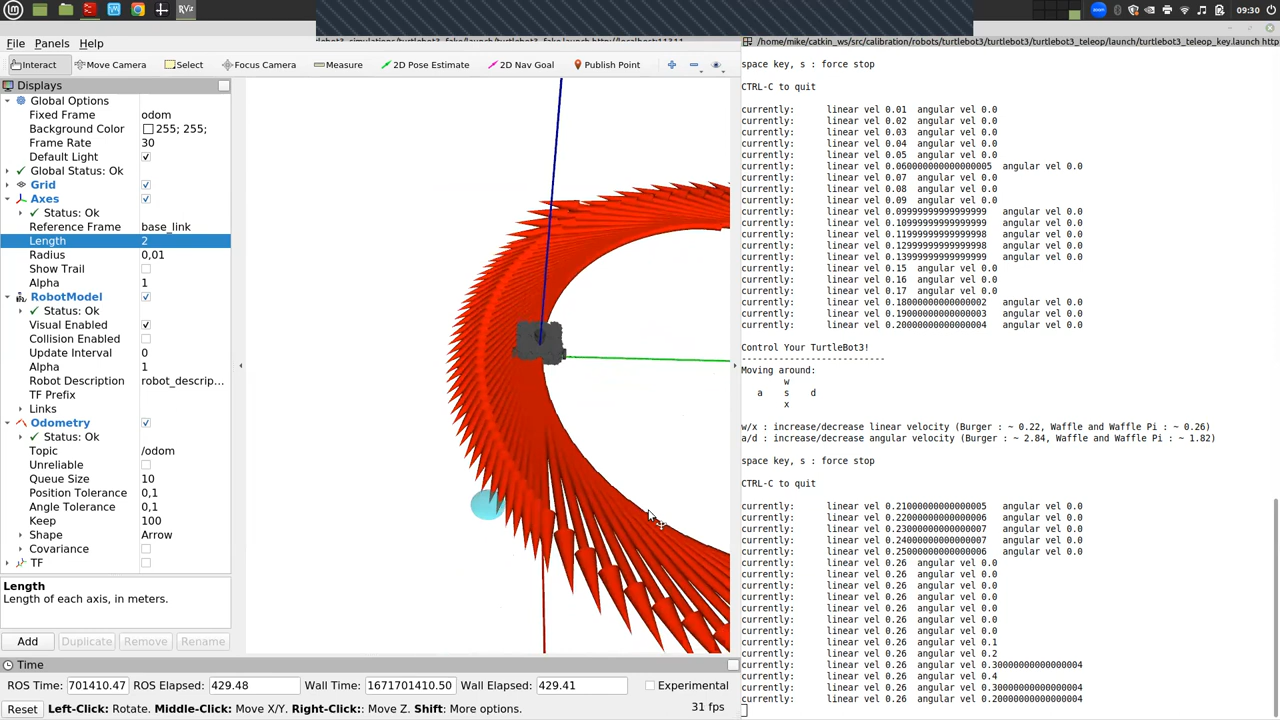 RViz
zoom
09:30
File Panels Help
turtlebot3_simulations/turtlebot3_fake/launch/turtlebot3_fake.launch http://localhost:11311
/home/mike/catkin_ws/src/calibration/robots/turtlebot3/turtlebot3/turtlebot3_teleop/launch/turtlebot3_teleop_key.launch http
Interact Move Camera Select Focus Camera Measure 2D Pose Estimate 2D Nav Goal Publish Point
Displays
Global Options
Fixed Frame odom
Background Color 255; 255;
Frame Rate 30
Default Light
Global Status: Ok
Grid
Axes
Status: Ok
Reference Frame base_link
Length 2
Radius 0,01
Show Trail
Alpha 1
RobotModel
Status: Ok
Visual Enabled
Collision Enabled
Update Interval 0
Alpha 1
Robot Description robot_descrip...
TF Prefix
Links
Odometry
Status: Ok
Topic /odom
Unreliable
Queue Size 10
Position Tolerance 0,1
Angle Tolerance 0,1
Keep 100
Shape Arrow
Covariance
TF
Length
Length of each axis, in meters.
Add Duplicate Remove Rename
Time
ROS Time: 701410.47 ROS Elapsed: 429.48 Wall Time: 1671701410.50 Wall Elapsed: 429.41 Experimental
Reset Left-Click: Rotate. Middle-Click: Move X/Y. Right-Click:: Move Z. Shift: More options. 31 fps
space key, s : force stop
CTRL-C to quit
currently: linear vel 0.01 angular vel 0.0
currently: linear vel 0.02 angular vel 0.0
currently: linear vel 0.03 angular vel 0.0
currently: linear vel 0.04 angular vel 0.0
currently: linear vel 0.05 angular vel 0.0
currently: linear vel 0.060000000000000005 angular vel 0.0
currently: linear vel 0.07 angular vel 0.0
currently: linear vel 0.08 angular vel 0.0
currently: linear vel 0.09 angular vel 0.0
currently: linear vel 0.09999999999999999 angular vel 0.0
currently: linear vel 0.10999999999999999 angular vel 0.0
currently: linear vel 0.11999999999999998 angular vel 0.0
currently: linear vel 0.12999999999999998 angular vel 0.0
currently: linear vel 0.13999999999999999 angular vel 0.0
currently: linear vel 0.15 angular vel 0.0
currently: linear vel 0.16 angular vel 0.0
currently: linear vel 0.17 angular vel 0.0
currently: linear vel 0.18000000000000002 angular vel 0.0
currently: linear vel 0.19000000000000003 angular vel 0.0
currently: linear vel 0.20000000000000004 angular vel 0.0
Control Your TurtleBot3!
---------------------------
Moving around:
w
a s d
x
w/x : increase/decrease linear velocity (Burger : ~ 0.22, Waffle and Waffle Pi : ~ 0.26)
a/d : increase/decrease angular velocity (Burger : ~ 2.84, Waffle and Waffle Pi : ~ 1.82)
space key, s : force stop
CTRL-C to quit
currently: linear vel 0.21000000000000005 angular vel 0.0
currently: linear vel 0.22000000000000006 angular vel 0.0
currently: linear vel 0.23000000000000007 angular vel 0.0
currently: linear vel 0.24000000000000007 angular vel 0.0
currently: linear vel 0.25000000000000006 angular vel 0.0
currently: linear vel 0.26 angular vel 0.0
currently: linear vel 0.26 angular vel 0.0
currently: linear vel 0.26 angular vel 0.0
currently: linear vel 0.26 angular vel 0.0
currently: linear vel 0.26 angular vel 0.0
currently: linear vel 0.26 angular vel 0.0
currently: linear vel 0.26 angular vel 0.0
currently: linear vel 0.26 angular vel 0.1
currently: linear vel 0.26 angular vel 0.2
currently: linear vel 0.26 angular vel 0.30000000000000004
currently: linear vel 0.26 angular vel 0.4
currently: linear vel 0.26 angular vel 0.30000000000000004
currently: linear vel 0.26 angular vel 0.20000000000000004